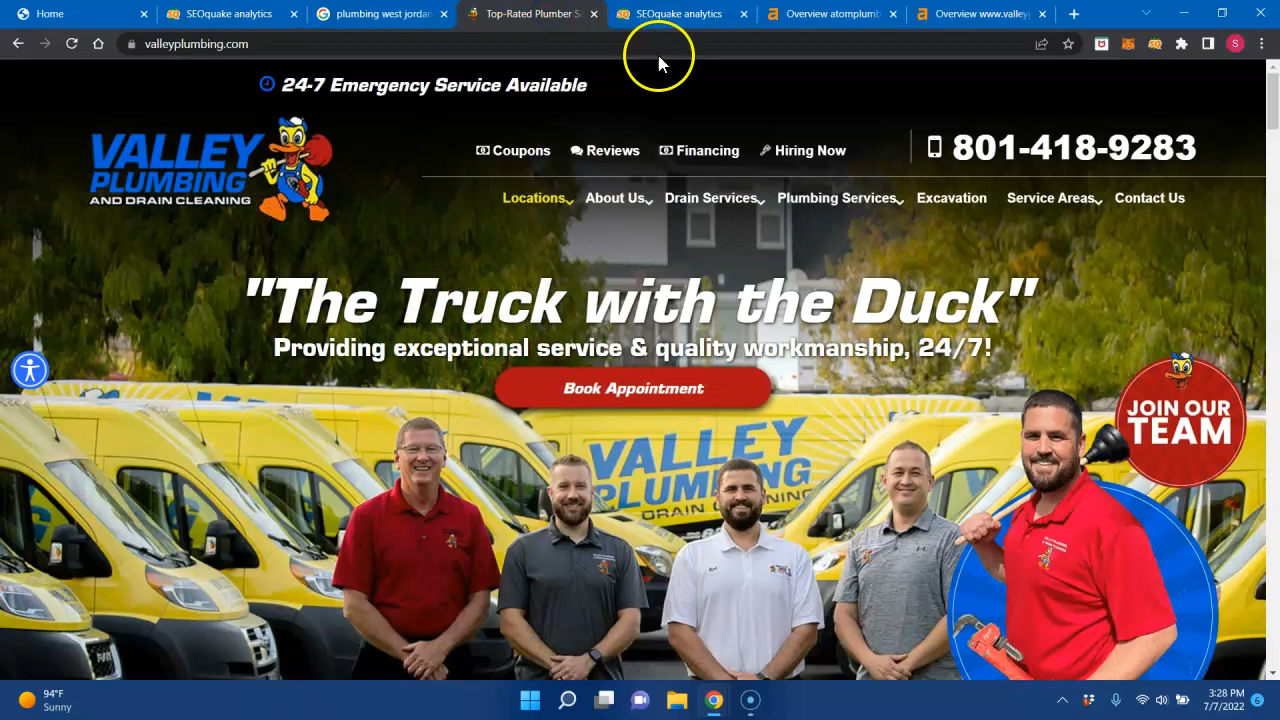 Home
SEOquake analytics
plumbing west jordan
Top-Rated Plumber S
SEOquake analytics
Overview atomplumb
Overview www.valley
valleyplumbing.com
S
24-7 Emergency Service Available
VALLEY
PLUMBING
AND DRAIN CLEANING
Coupons
Reviews
Financing
Hiring Now
801-418-9283
Locations
About Us
Drain Services
Plumbing Services
Excavation
Service Areas
Contact Us
"The Truck with the Duck"
Providing exceptional service & quality workmanship, 24/7!
Book Appointment
JOIN OUR
TEAM
VALLEY
PLUMBING
94°F
Sunny
3:28 PM
7/7/2022
6